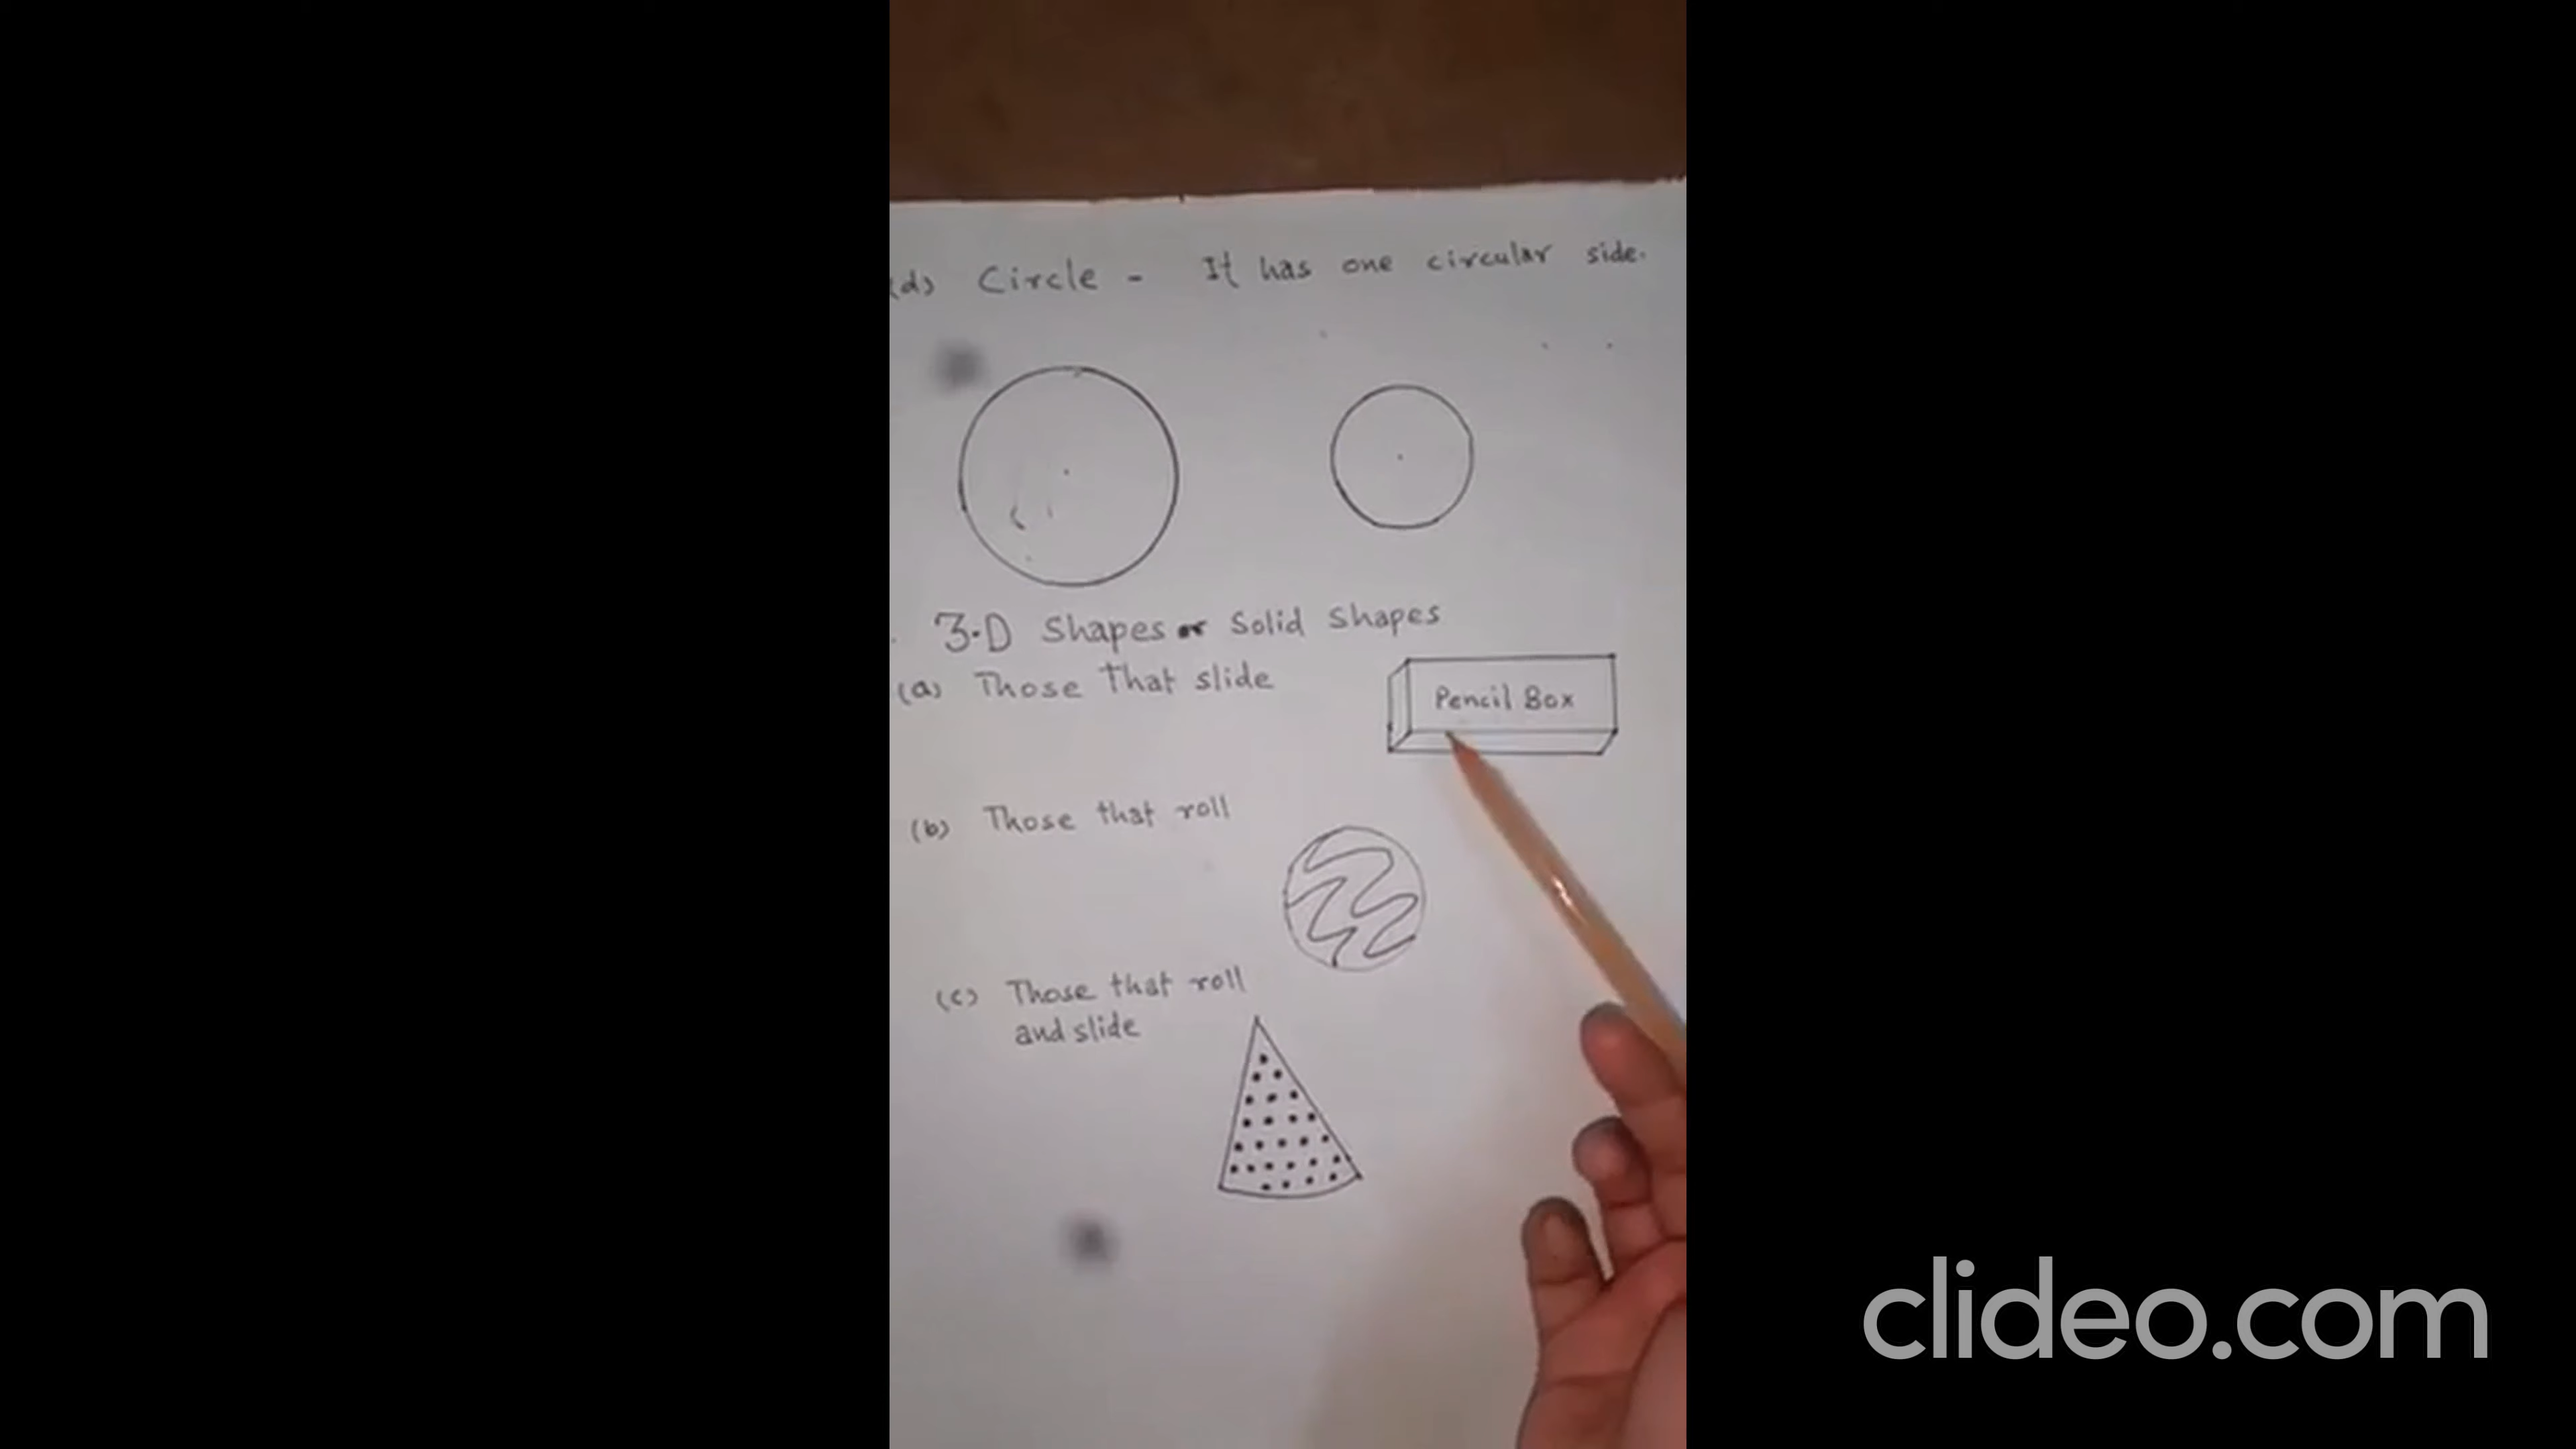 (d) Circle - It has one circular side.
3-D Shapes or Solid Shapes
(a) Those That slide
Pencil Box
(b) Those that roll
(c) Those that roll
and slide
clideo.com